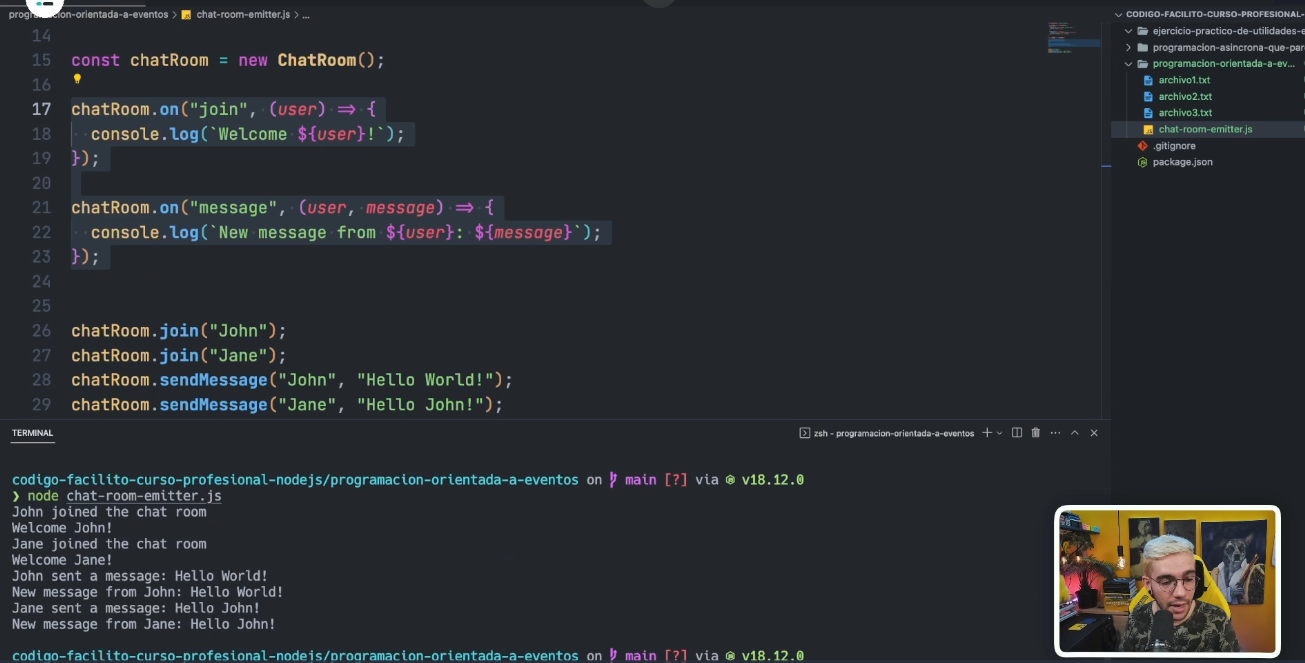 programacion-orientada-a-eventos > chat-room-emitter.js > ...
14
15 const chatRoom = new ChatRoom();
16
17 chatRoom.on("join", (user) => {
18 console.log(`Welcome ${user}!`);
19 });
20
21 chatRoom.on("message", (user, message) => {
22 console.log(`New message from ${user}: ${message}`);
23 });
24
25
26 chatRoom.join("John");
27 chatRoom.join("Jane");
28 chatRoom.sendMessage("John", "Hello World!");
29 chatRoom.sendMessage("Jane", "Hello John!");
CODIGO-FACILITO-CURSO-PROFESIONAL-
ejercicio-practico-de-utilidades-e
programacion-asincrona-que-par
programacion-orientada-a-ev...
archivo1.txt
archivo2.txt
archivo3.txt
chat-room-emitter.js
.gitignore
package.json
TERMINAL
zsh - programacion-orientada-a-eventos
codigo-facilito-curso-profesional-nodejs/programacion-orientada-a-eventos on main [?] via v18.12.0
❯ node chat-room-emitter.js
John joined the chat room
Welcome John!
Jane joined the chat room
Welcome Jane!
John sent a message: Hello World!
New message from John: Hello World!
Jane sent a message: Hello John!
New message from Jane: Hello John!
codigo-facilito-curso-profesional-nodejs/programacion-orientada-a-eventos on main [?] via v18.12.0